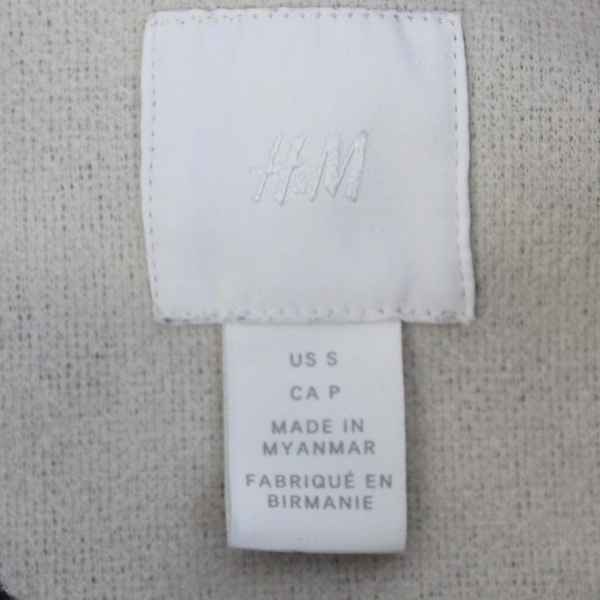 H&M
US S
CA P
MADE IN
MYANMAR
FABRIQUÉ EN
BIRMANIE